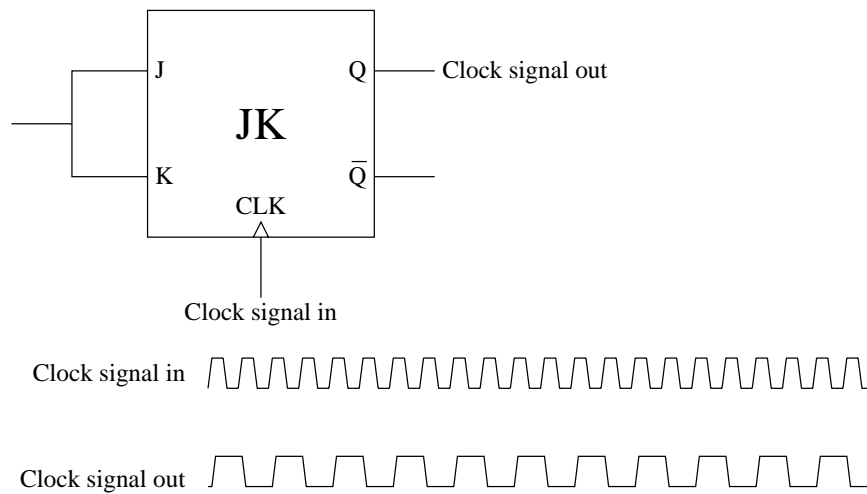 J Q Clock signal out
JK
K Q̅
CLK
Clock signal in
Clock signal in
Clock signal out